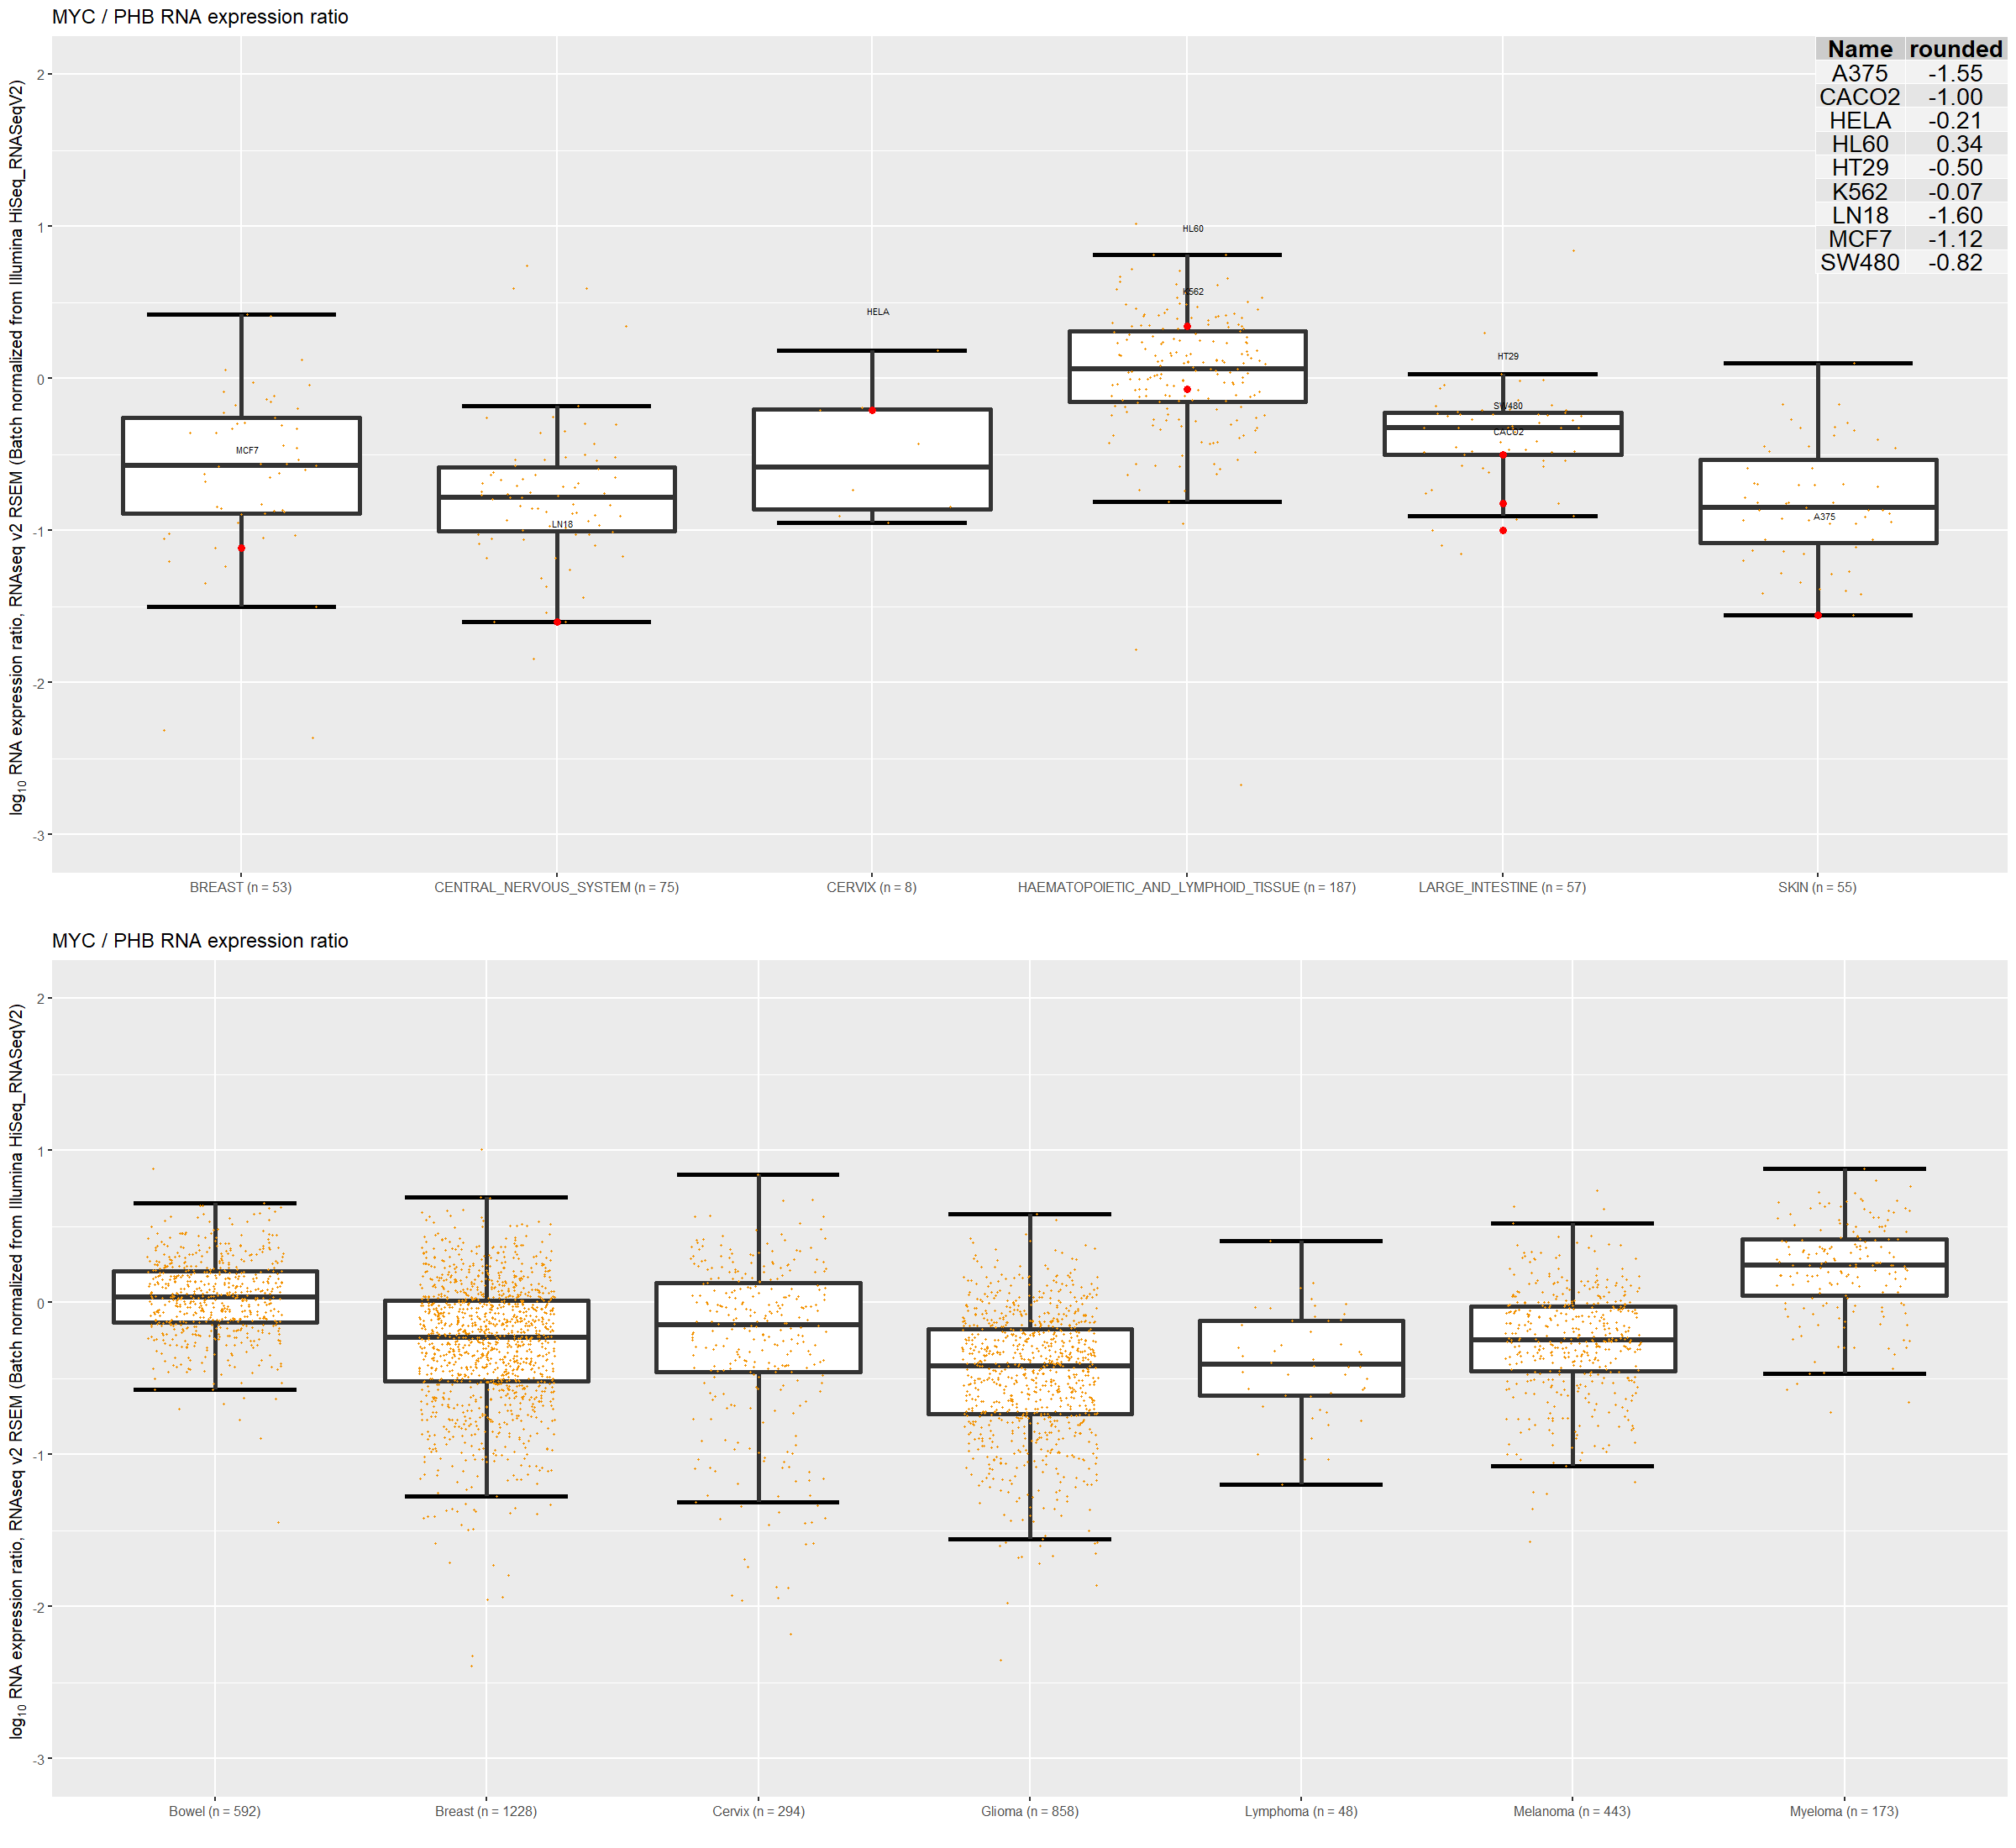 MYC / PHB RNA expression ratio
log10 RNA expression ratio, RNAseq v2 RSEM (Batch normalized from Illumina HiSeq_RNASeqV2)
Name rounded
A375 -1.55
CACO2 -1.00
HELA -0.21
HL60 0.34
HT29 -0.50
K562 -0.07
LN18 -1.60
MCF7 -1.12
SW480 -0.82
2
1
0
-1
-2
-3
HL60
K562
HELA
HT29
SW480
CACO2
MCF7
LN18
A375
BREAST (n = 53) CENTRAL_NERVOUS_SYSTEM (n = 75) CERVIX (n = 8) HAEMATOPOIETIC_AND_LYMPHOID_TISSUE (n = 187) LARGE_INTESTINE (n = 57) SKIN (n = 55)
MYC / PHB RNA expression ratio
log10 RNA expression ratio, RNAseq v2 RSEM (Batch normalized from Illumina HiSeq_RNASeqV2)
2
1
0
-1
-2
-3
Bowel (n = 592) Breast (n = 1228) Cervix (n = 294) Glioma (n = 858) Lymphoma (n = 48) Melanoma (n = 443) Myeloma (n = 173)